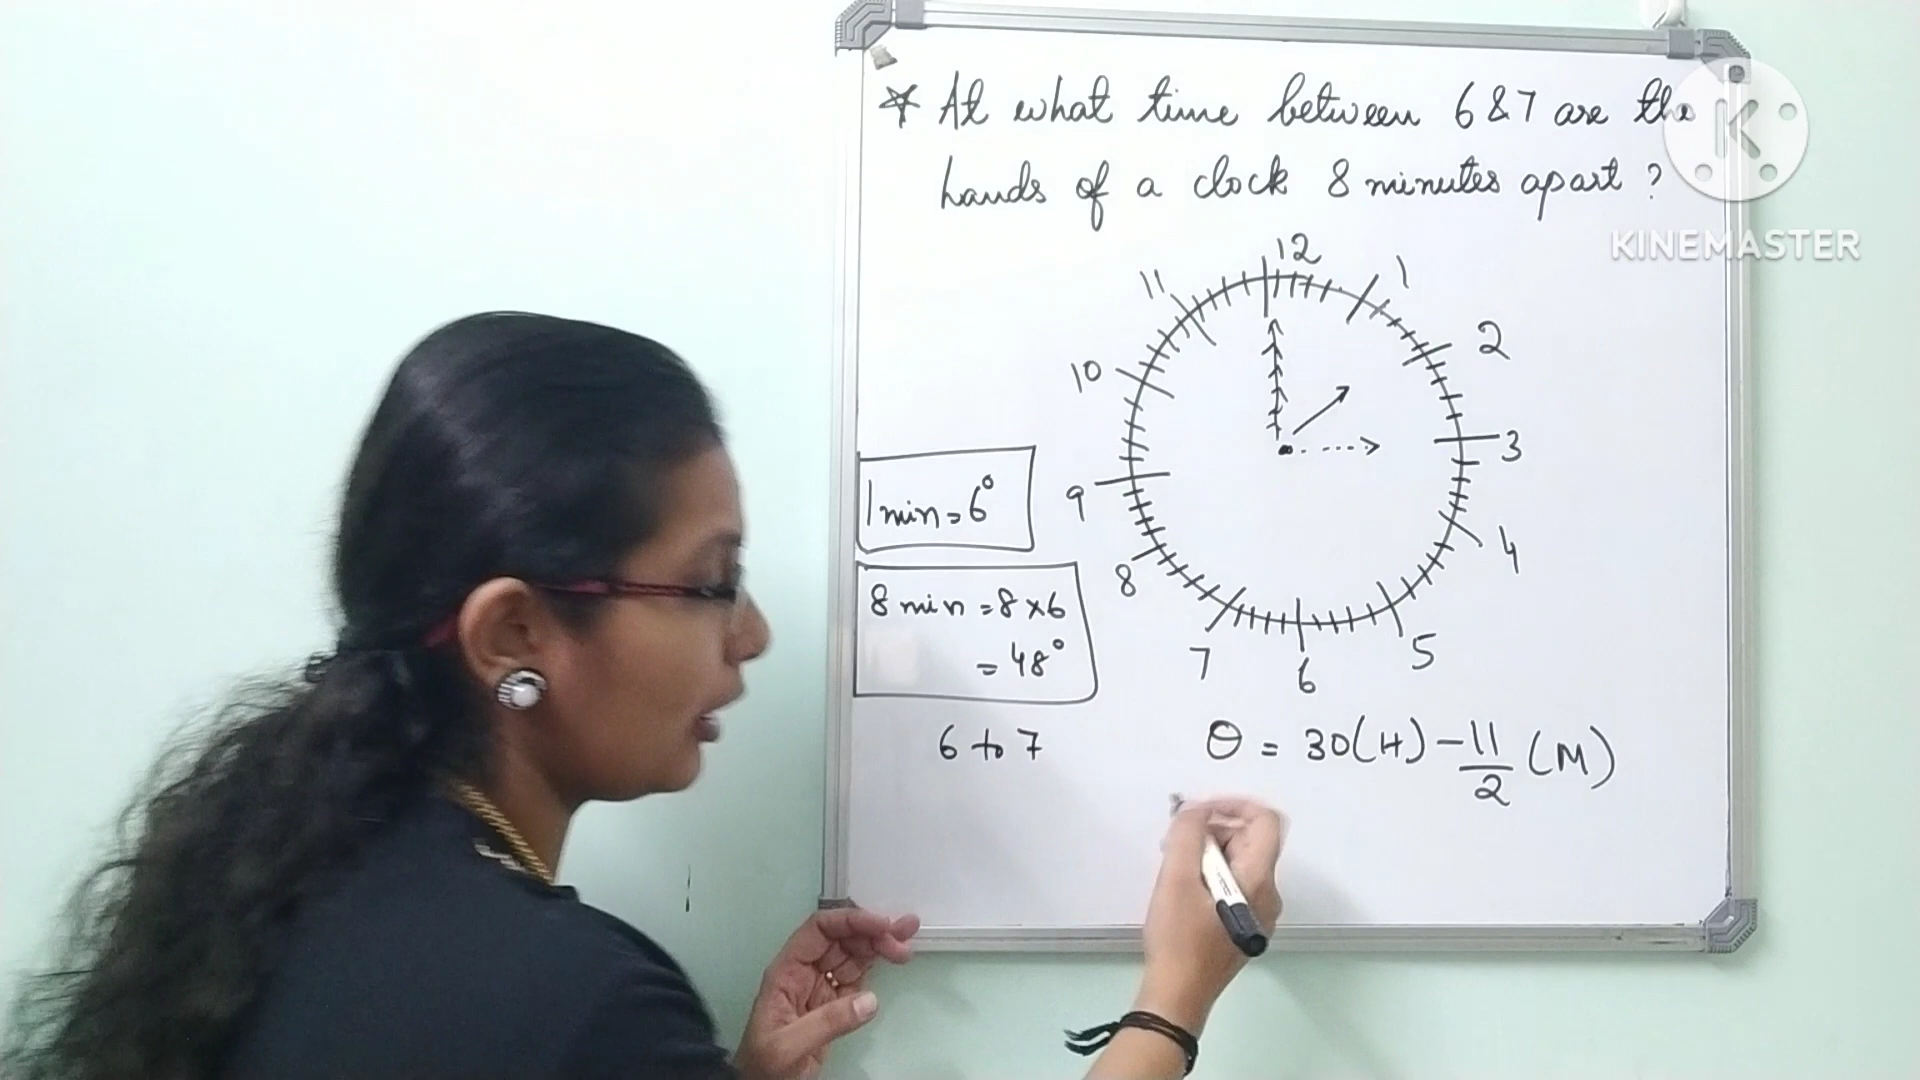 * At what time between 6 & 7 are the
hands of a clock 8 minutes apart ?
K
KINEMASTER
12
11
1
10
2
9
3
8
4
7
6
5
1 min = 6°
8 min = 8 × 6
= 48°
6 to 7
θ = 30(H) - 11/2 (M)